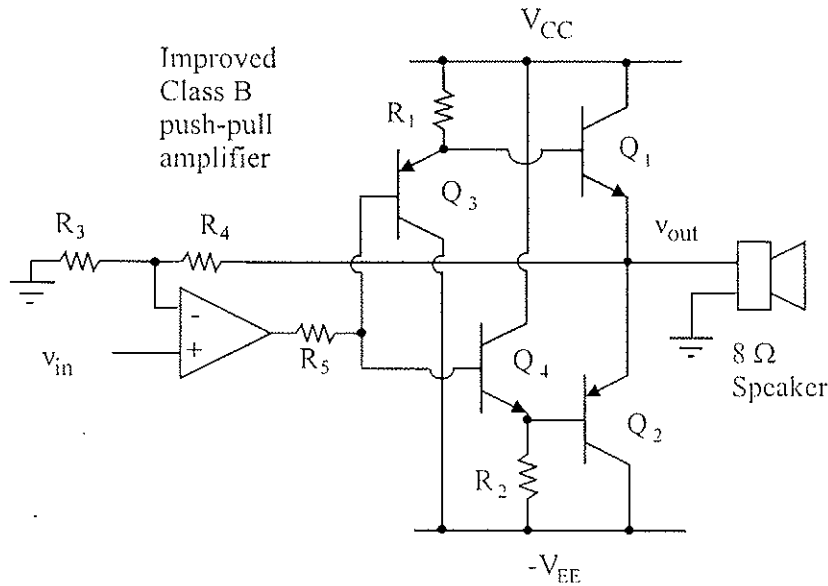 Improved
Class B
push-pull
amplifier
V_CC
R_1
Q_1
Q_3
R_3
R_4
v_out
-
+
v_in
R_5
Q_4
8 Ω
Speaker
Q_2
R_2
-V_EE